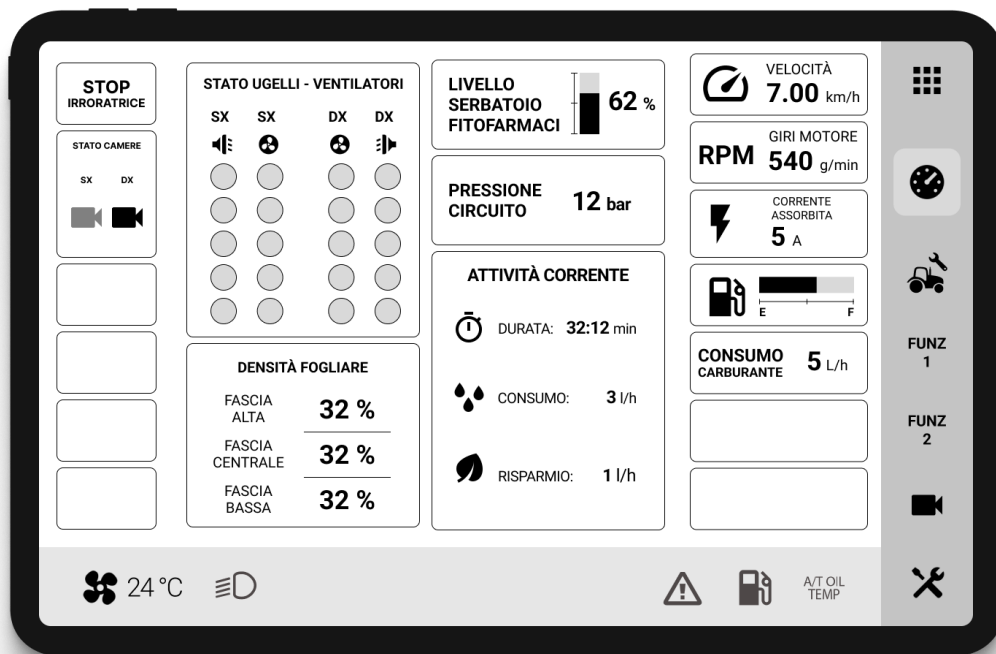 STOP
IRRORATRICE
STATO CAMERE
SX DX
STATO UGELLI - VENTILATORI
SX SX DX DX
DENSITÀ FOGLIARE
FASCIA
ALTA
32 %
FASCIA
CENTRALE
32 %
FASCIA
BASSA
32 %
LIVELLO
SERBATOIO
FITOFARMACI
62 %
PRESSIONE
CIRCUITO
12 bar
ATTIVITÀ CORRENTE
DURATA: 32:12 min
CONSUMO: 3 l/h
RISPARMIO: 1 l/h
VELOCITÀ
7.00 km/h
RPM
GIRI MOTORE
540 g/min
CORRENTE
ASSORBITA
5 A
E F
CONSUMO
CARBURANTE
5 L/h
FUNZ
1
FUNZ
2
24 °C
A/T OIL
TEMP